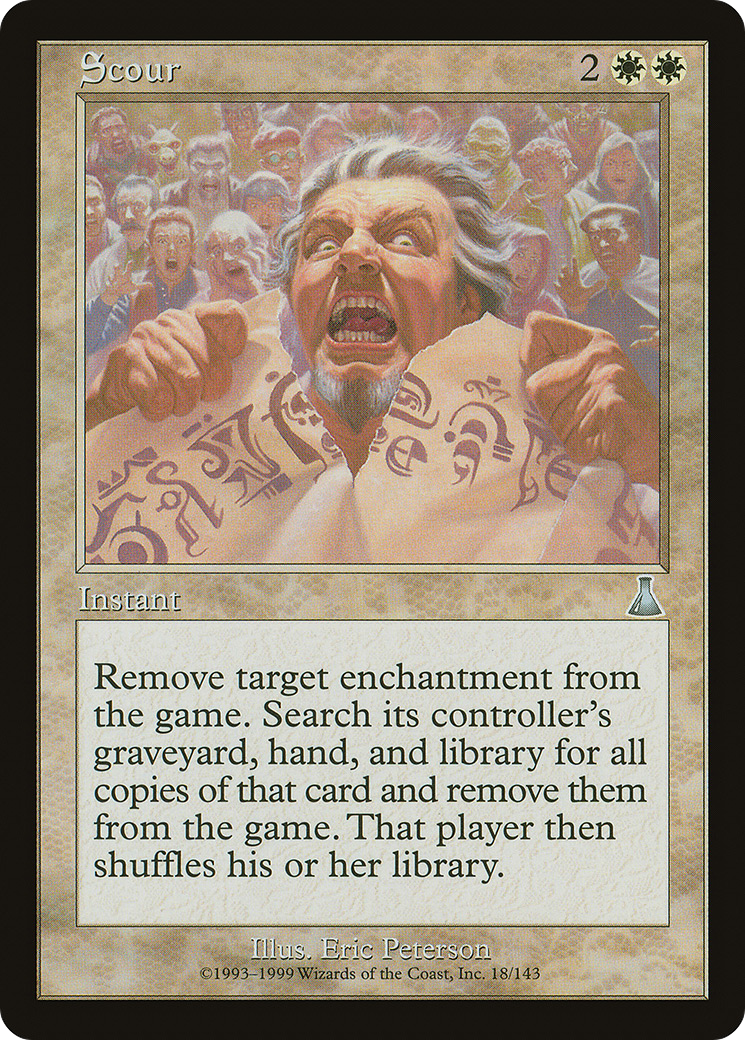 Scour 2
Instant
Remove target enchantment from
the game. Search its controller's
graveyard, hand, and library for all
copies of that card and remove them
from the game. That player then
shuffles his or her library.
Illus. Eric Peterson
©1993–1999 Wizards of the Coast, Inc. 18/143